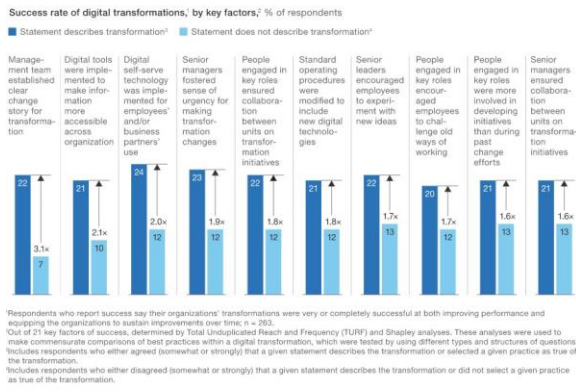 Success rate of digital transformations,¹ by key factors,² % of respondents
Statement describes transformation³ Statement does not describe transformation⁴
Manage-
ment team
established
clear
change
story for
transforma-
tion
Digital tools
were imple-
mented to
make infor-
mation
more
accessible
across
organization
Digital
self-serve
technology
was imple-
mented for
employees'
and/or
business
partners'
use
Senior
managers
fostered
sense of
urgency for
making
transfor-
mation
changes
People
engaged in
key roles
ensured
collabora-
tion
between
units on
transfor-
mation
initiatives
Standard
operating
procedures
were
modified to
include
new digital
technolo-
gies
Senior
leaders
encouraged
employees
to experi-
ment with
new ideas
People
engaged in
key roles
encour-
aged
employees
to chal-
lenge old
ways of
working
People
engaged in
key roles
were more
involved in
developing
initiatives
than during
past
change
efforts
Senior
managers
ensured
collabora-
tion
between
units on
transforma-
tion
initiatives
22 3.1× 7
21 2.1× 10
24 2.0× 12
23 1.9× 12
22 1.8× 12
21 1.8× 12
22 1.7× 13
20 1.7× 12
21 1.6× 13
21 1.6× 13
¹Respondents who report success say their organizations' transformations were very or completely successful at both improving performance and
equipping the organizations to sustain improvements over time; n = 263.
²Out of 21 key factors of success, determined by Total Unduplicated Reach and Frequency (TURF) and Shapley analyses. These analyses were used to
make commensurate comparisons of best practices within a digital transformation, which were tested by using different types and structures of questions.
³Includes respondents who either agreed (somewhat or strongly) that a given statement describes the transformation or selected a given practice as true of
the transformation.
⁴Includes respondents who either disagreed (somewhat or strongly) that a given statement describes the transformation or did not select a given practice
as true of the transformation.